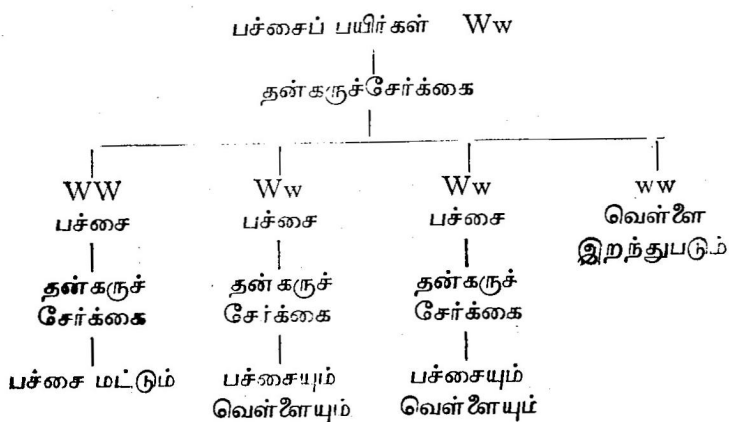 பச்சைப் பயிர்கள் Ww
தன்கருச்சேர்க்கை
WW Ww Ww ww
பச்சை பச்சை பச்சை வெள்ளை
இறந்துபடும்
தன்கருச் தன்கருச் தன்கருச்
சேர்க்கை சேர்க்கை சேர்க்கை
பச்சை மட்டும் பச்சையும் பச்சையும்
வெள்ளையும் வெள்ளையும்